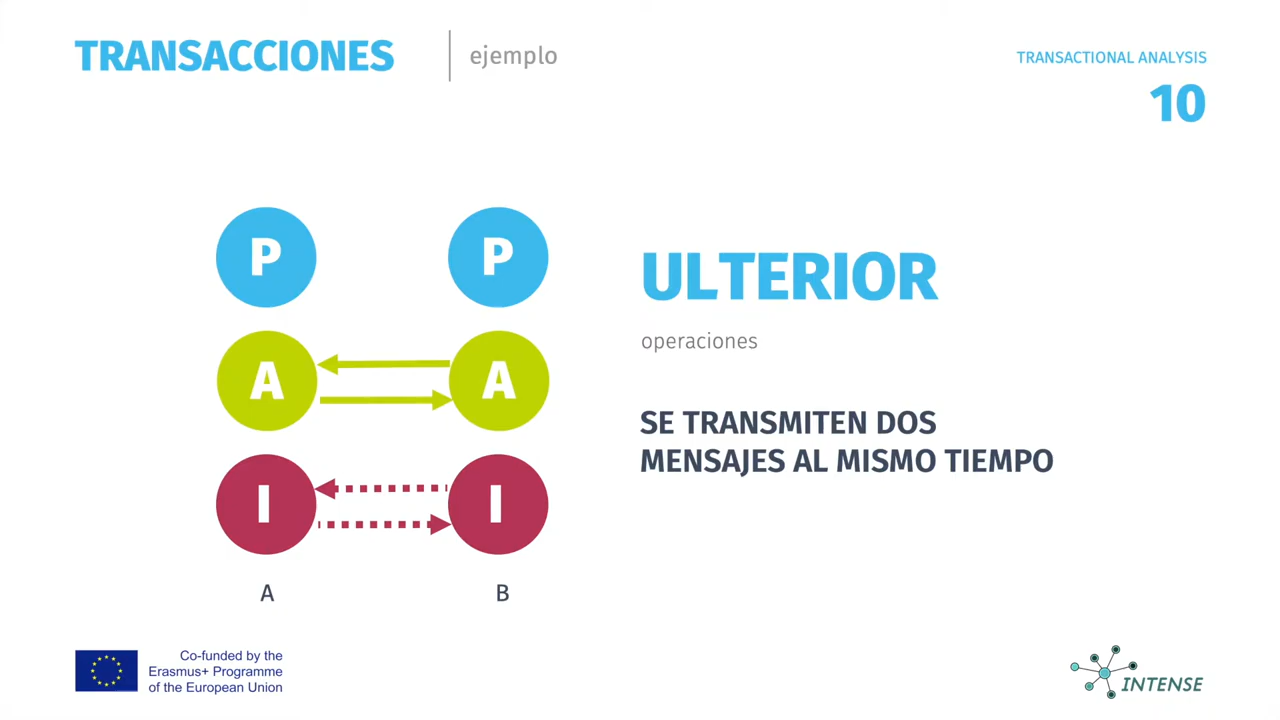 TRANSACCIONES
ejemplo
TRANSACTIONAL ANALYSIS
10
P P
A A
I I
A B
ULTERIOR
operaciones
SE TRANSMITEN DOS
MENSAJES AL MISMO TIEMPO
Co-funded by the
Erasmus+ Programme
of the European Union
INTENSE